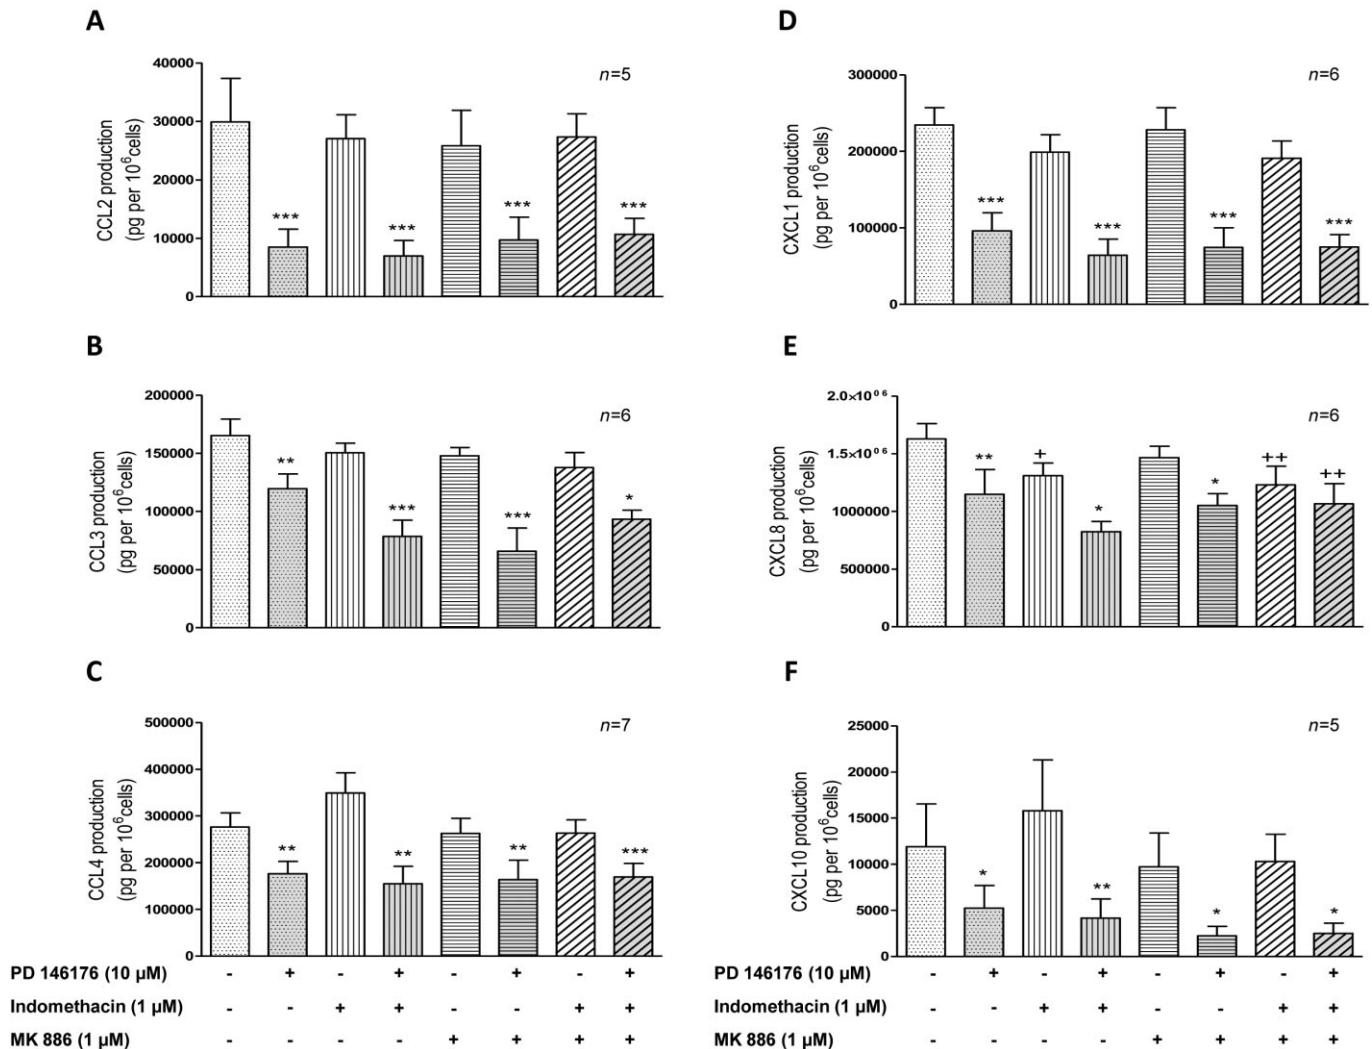 A
CCL2 production
(pg per 10⁶cells)
40000
30000
20000
10000
0
n=5
***
***
***
***
D
CXCL1 production
(pg per 10⁶cells)
300000
200000
100000
0
n=6
***
***
***
***
B
CCL3 production
(pg per 10⁶cells)
200000
150000
100000
50000
0
n=6
**
***
***
*
E
CXCL8 production
(pg per 10⁶cells)
2.0×10⁰⁶
1.5×10⁰⁶
1000000
500000
0
n=6
**
+
*
*
++
++
C
CCL4 production
(pg per 10⁶cells)
500000
400000
300000
200000
100000
0
n=7
**
**
**
***
F
CXCL10 production
(pg per 10⁶cells)
25000
20000
15000
10000
5000
0
n=5
*
**
*
*
PD 146176 (10 µM) - + - + - + - +
Indomethacin (1 µM) - - + + - - + +
MK 886 (1 µM) - - - - + + + +
PD 146176 (10 µM) - + - + - + - +
Indomethacin (1 µM) - - + + - - + +
MK 886 (1 µM) - - - - + + + +